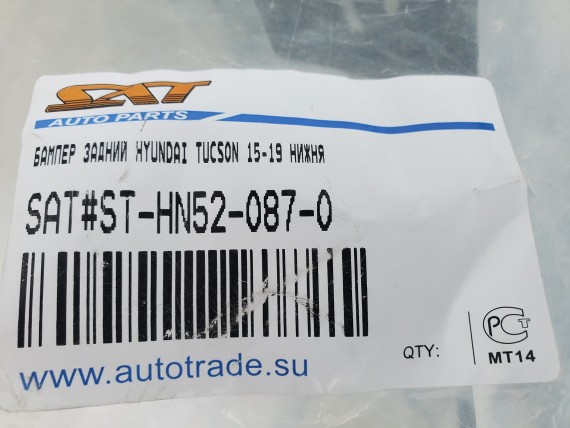 SAT
AUTO PARTS
БАМПЕР ЗАДНИЙ HYUNDAI TUCSON 15-19 НИЖНЯ
SAT#ST-HN52-087-0
QTY:
РСТ
MT14
www.autotrade.su